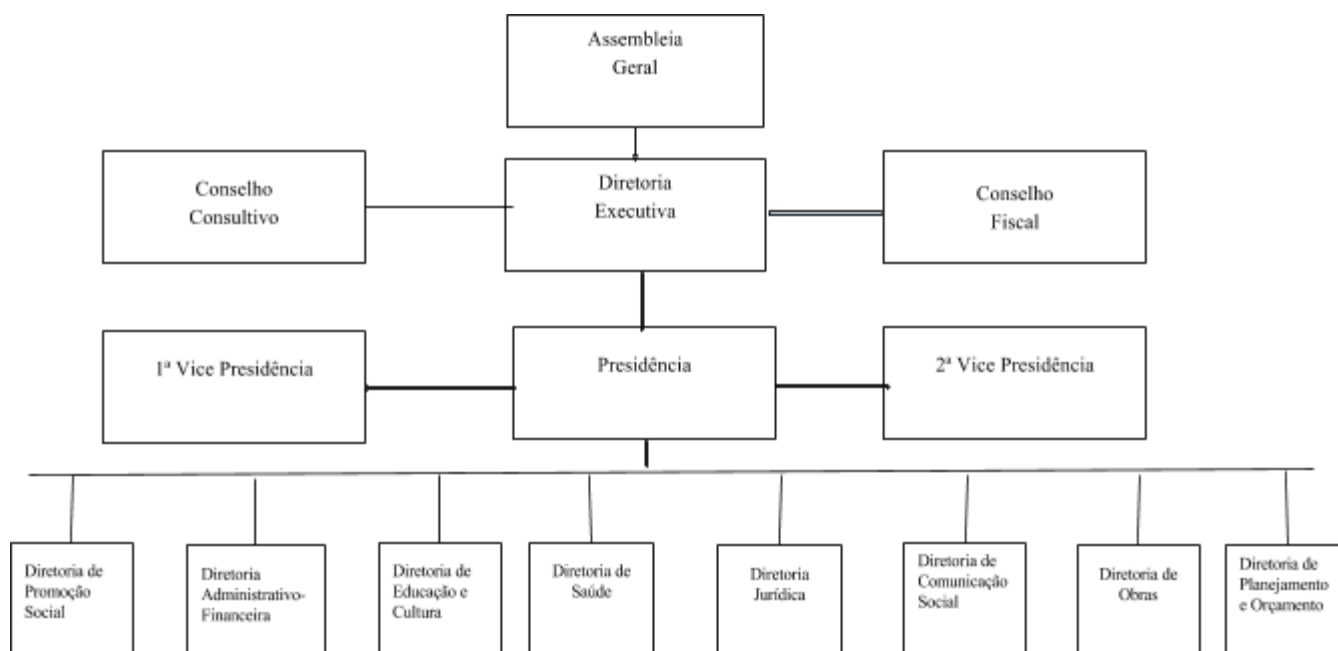 Assembleia
Geral
Conselho
Consultivo
Diretoria
Executiva
Conselho
Fiscal
1ª Vice Presidência
Presidência
2ª Vice Presidência
Diretoria de
Promoção
Social
Diretoria
Administrativo-
Financeira
Diretoria de
Educação e
Cultura
Diretoria de
Saúde
Diretoria
Jurídica
Diretoria de
Comunicação
Social
Diretoria de
Obras
Diretoria de
Planejamento
e Orçamento